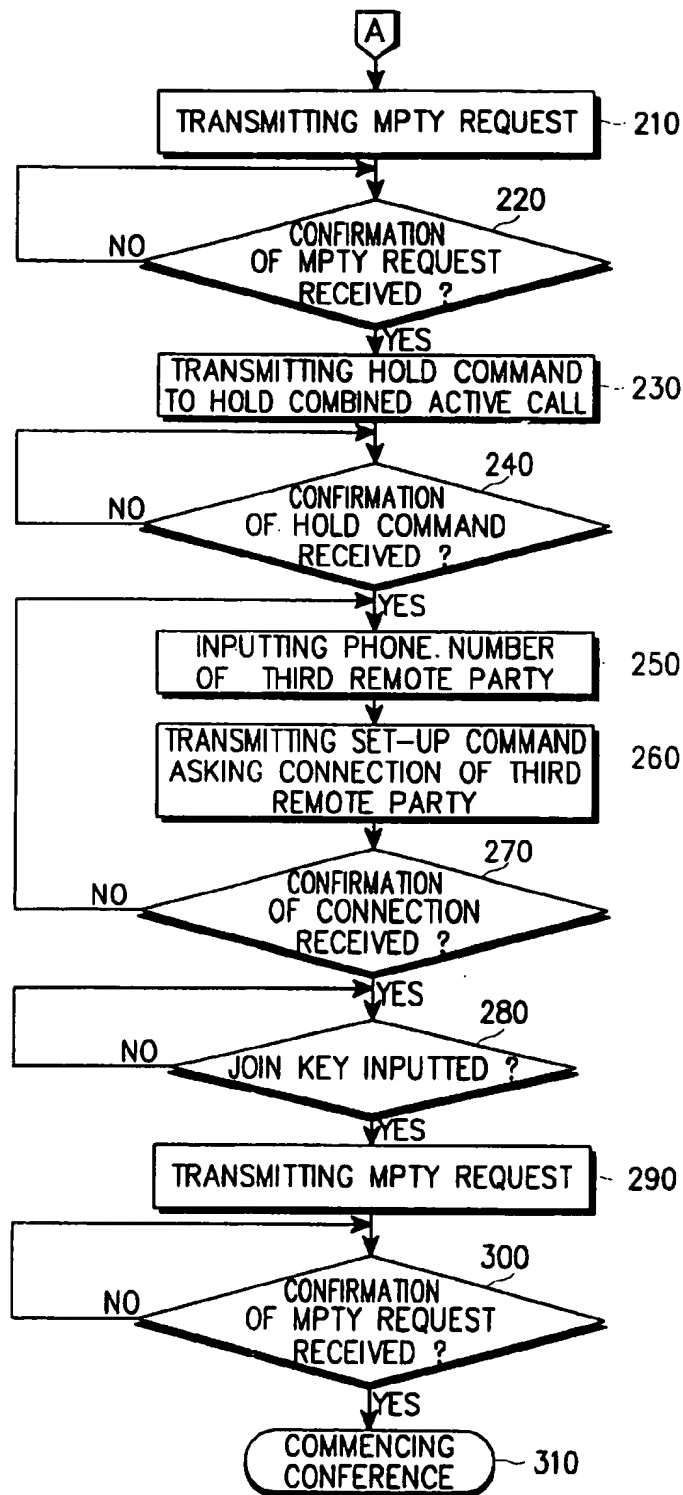 A
TRANSMITTING MPTY REQUEST
210
220
CONFIRMATION
OF MPTY REQUEST
RECEIVED ?
NO
YES
TRANSMITTING HOLD COMMAND
TO HOLD COMBINED ACTIVE CALL
230
240
CONFIRMATION
OF HOLD COMMAND
RECEIVED ?
NO
YES
INPUTTING PHONE.NUMBER
OF THIRD REMOTE PARTY
250
TRANSMITTING SET-UP COMMAND
ASKING CONNECTION OF THIRD
REMOTE PARTY
260
270
CONFIRMATION
OF CONNECTION
RECEIVED ?
NO
YES
280
JOIN KEY INPUTTED ?
NO
YES
TRANSMITTING MPTY REQUEST
290
300
CONFIRMATION
OF MPTY REQUEST
RECEIVED ?
NO
YES
COMMENCING
CONFERENCE
310